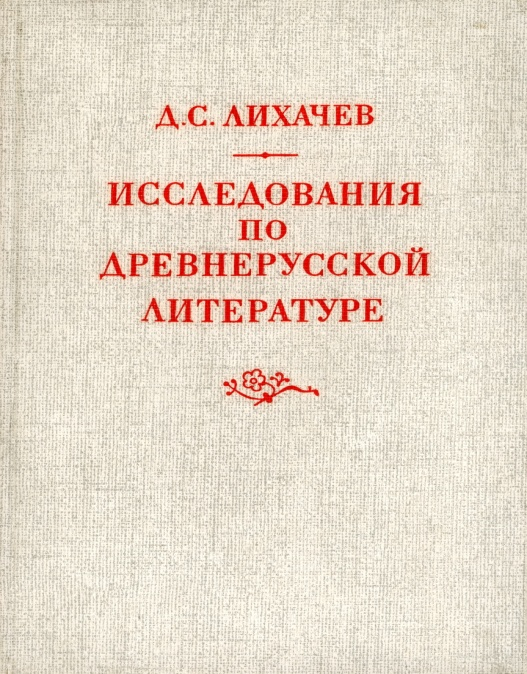 Д.С. ЛИХАЧЕВ
ИССЛЕДОВАНИЯ
ПО
ДРЕВНЕРУССКОЙ
ЛИТЕРАТУРЕ